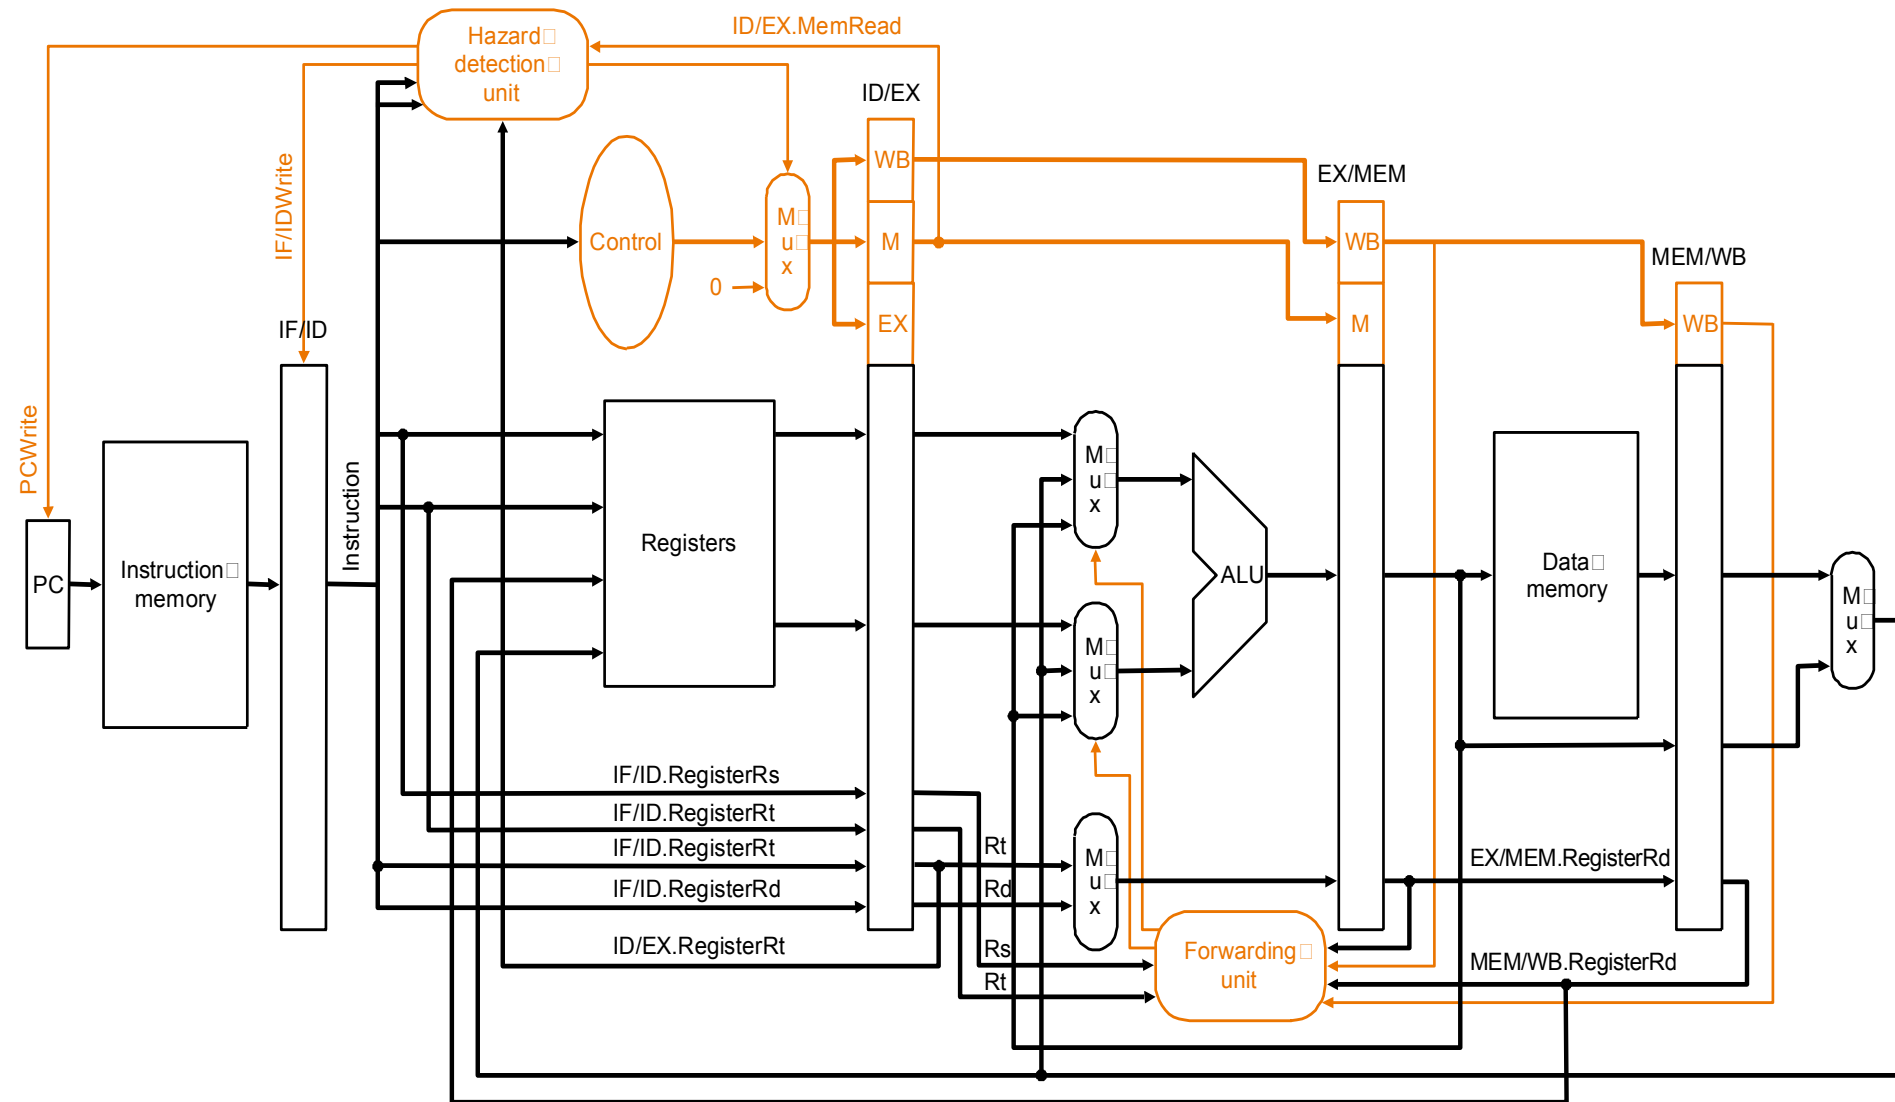 ID/EX.MemRead
Hazard
detection
unit
ID/EX
IF/IDWrite
PCWrite
WB
EX/MEM
Control
M
u
x
0
M
WB
MEM/WB
EX
M
WB
IF/ID
Instruction
PC
Instruction
memory
Registers
M
u
x
M
u
x
ALU
Data
memory
M
u
x
IF/ID.RegisterRs
IF/ID.RegisterRt
IF/ID.RegisterRt
IF/ID.RegisterRd
ID/EX.RegisterRt
Rt
Rd
M
u
x
Rs
Rt
Forwarding
unit
EX/MEM.RegisterRd
MEM/WB.RegisterRd